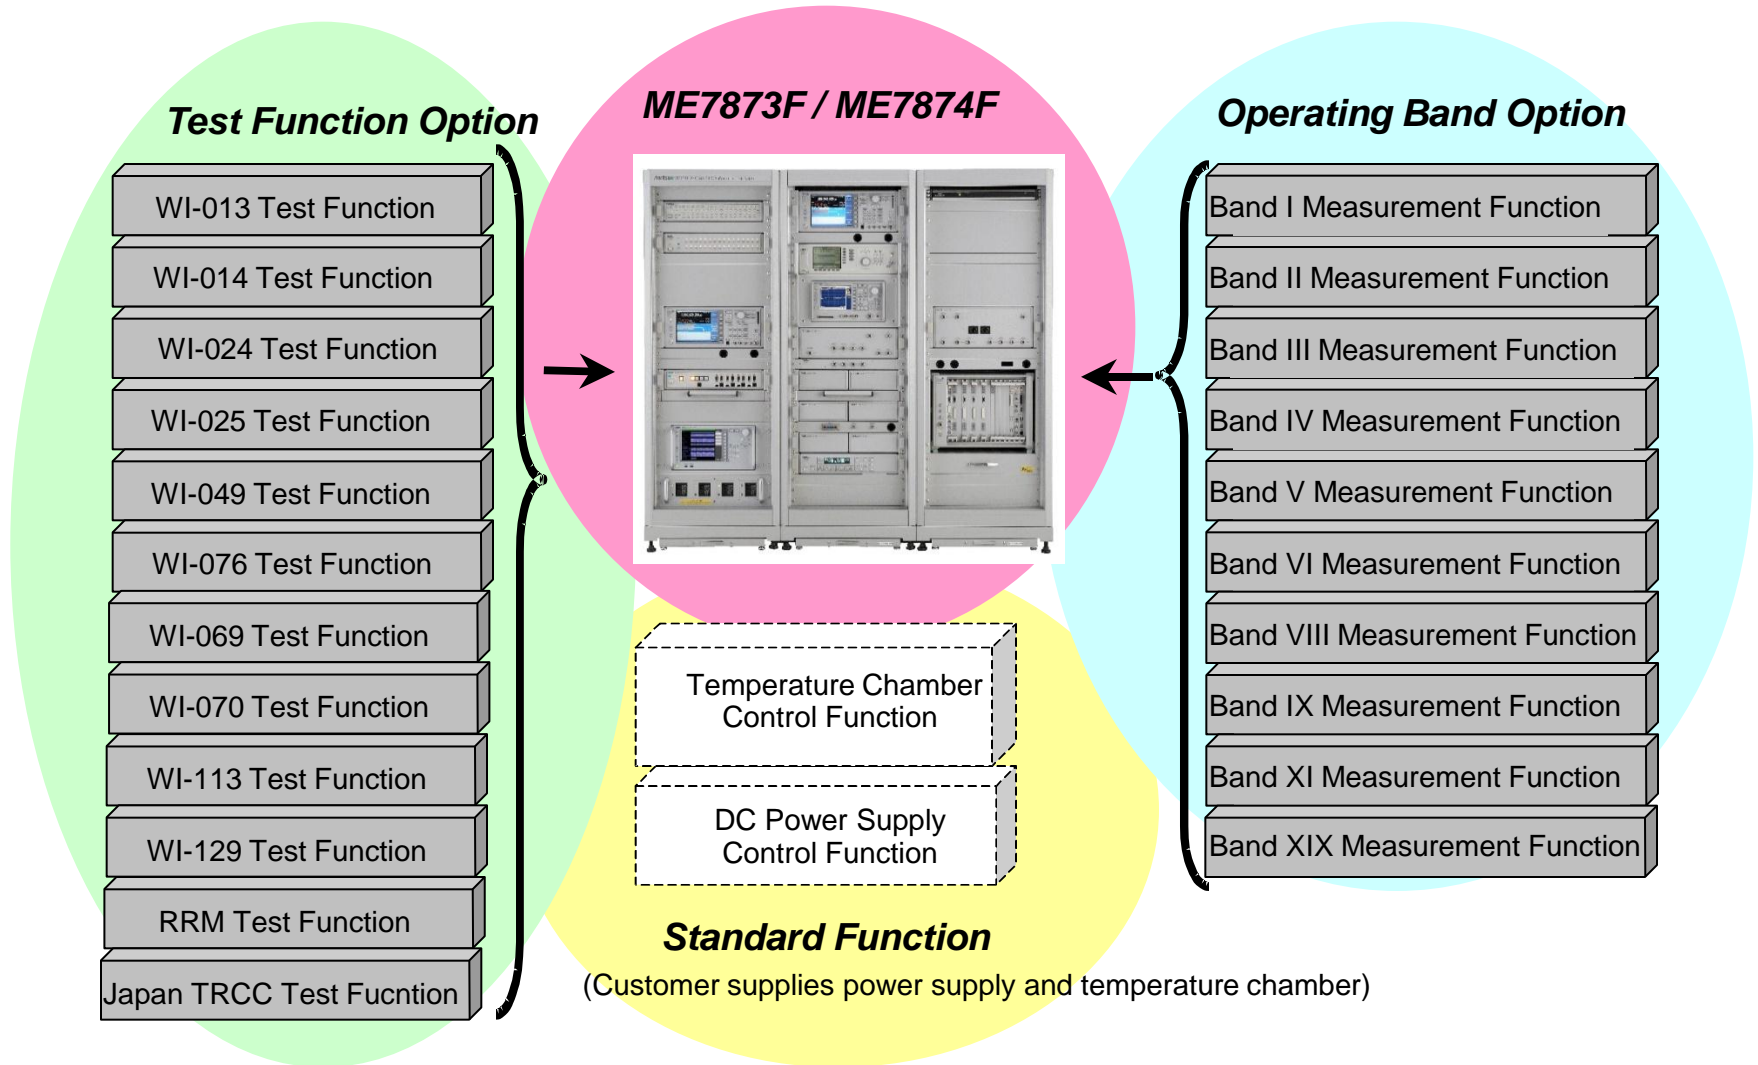 Test Function Option
WI-013 Test Function
WI-014 Test Function
WI-024 Test Function
WI-025 Test Function
WI-049 Test Function
WI-076 Test Function
WI-069 Test Function
WI-070 Test Function
WI-113 Test Function
WI-129 Test Function
RRM Test Function
Japan TRCC Test Fucntion
ME7873F / ME7874F
Temperature Chamber
Control Function
DC Power Supply
Control Function
Standard Function
(Customer supplies power supply and temperature chamber)
Operating Band Option
Band I Measurement Function
Band II Measurement Function
Band III Measurement Function
Band IV Measurement Function
Band V Measurement Function
Band VI Measurement Function
Band VIII Measurement Function
Band IX Measurement Function
Band XI Measurement Function
Band XIX Measurement Function